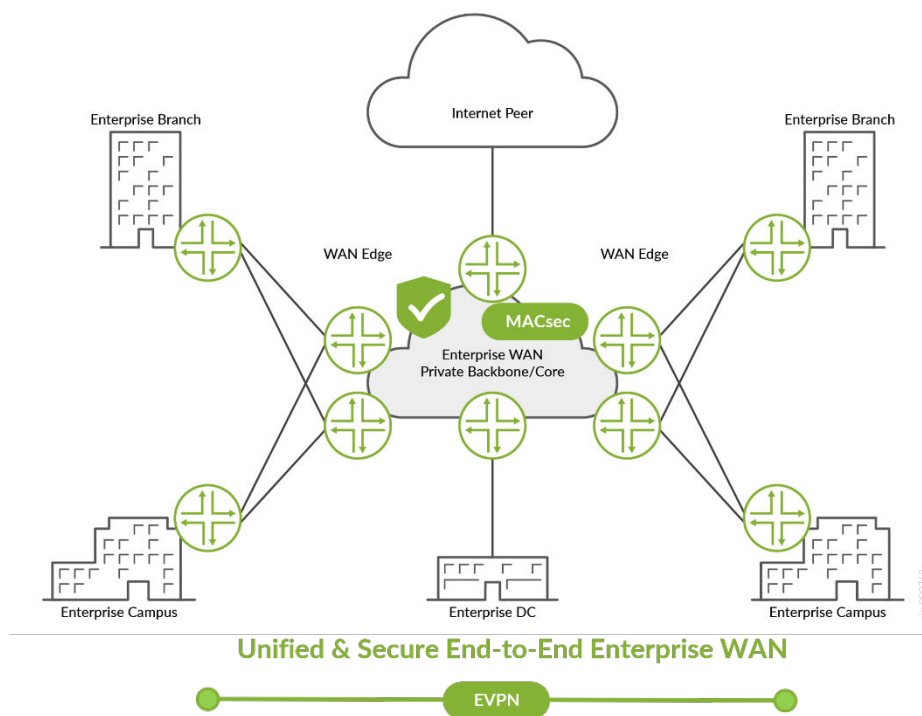 Internet Peer
Enterprise Branch
Enterprise Branch
WAN Edge
WAN Edge
MACsec
Enterprise WAN
Private Backbone/Core
Enterprise Campus
Enterprise DC
Enterprise Campus
Unified & Secure End-to-End Enterprise WAN
EVPN